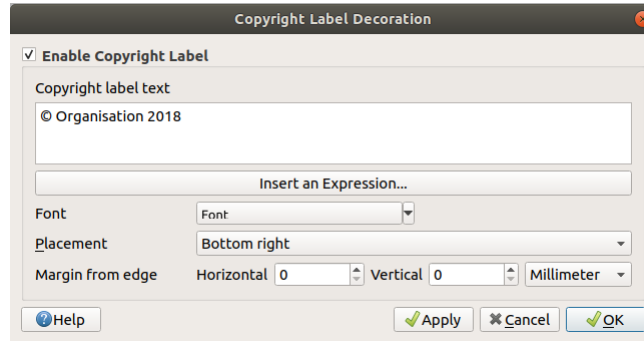 Copyright Label Decoration
Enable Copyright Label
Copyright label text
© Organisation 2018
Insert an Expression...
Font Font
Placement Bottom right
Margin from edge Horizontal 0 Vertical 0 Millimeter
Help Apply Cancel OK